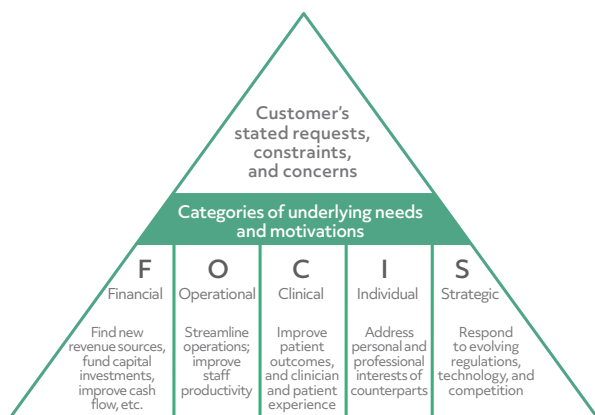 Customer's
stated requests,
constraints,
and concerns
Categories of underlying needs
and motivations
F
Financial
Find new
revenue sources,
fund capital
investments,
improve cash
flow, etc.
O
Operational
Streamline
operations;
improve
staff
productivity
C
Clinical
Improve
patient
outcomes,
and clinician
and patient
experience
I
Individual
Address
personal and
professional
interests of
counterparts
S
Strategic
Respond
to evolving
regulations,
technology, and
competition